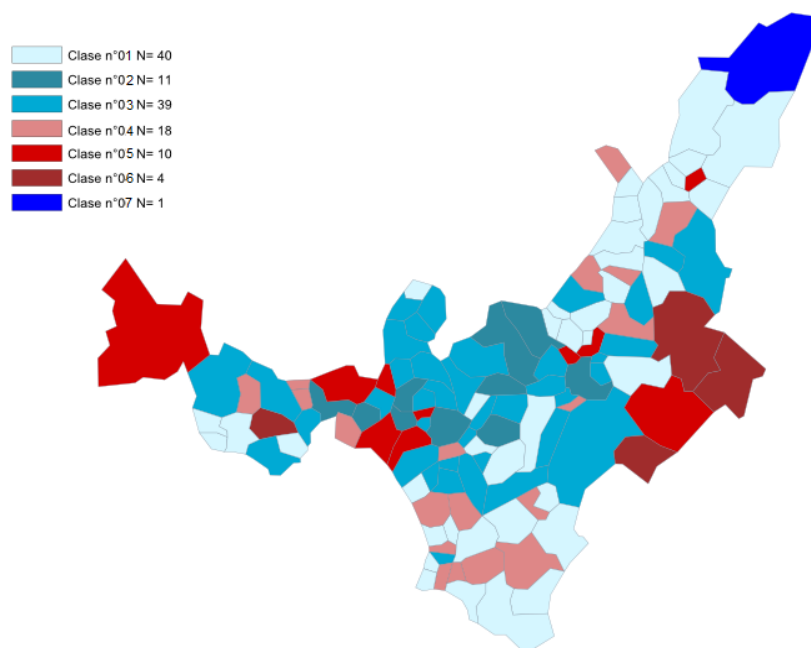 Clase n°01 N= 40
Clase n°02 N= 11
Clase n°03 N= 39
Clase n°04 N= 18
Clase n°05 N= 10
Clase n°06 N= 4
Clase n°07 N= 1